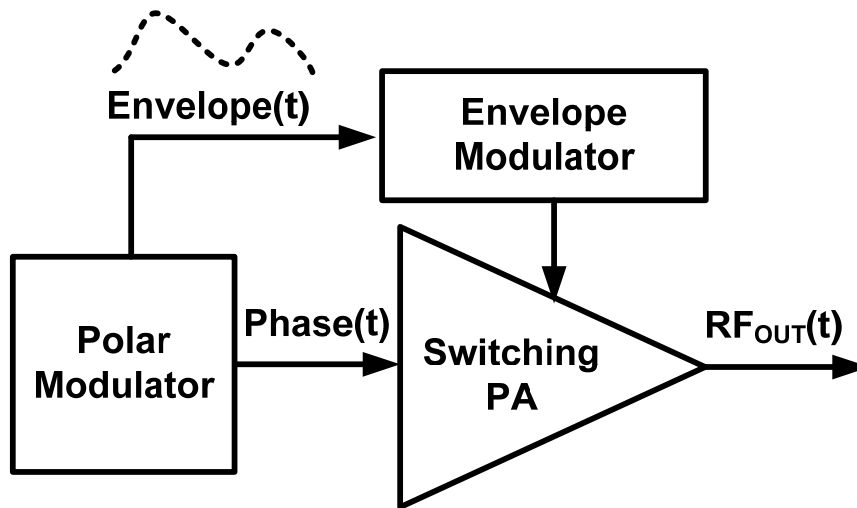 Envelope(t)
Envelope
Modulator
Polar
Modulator
Phase(t)
Switching
PA
RFOUT(t)